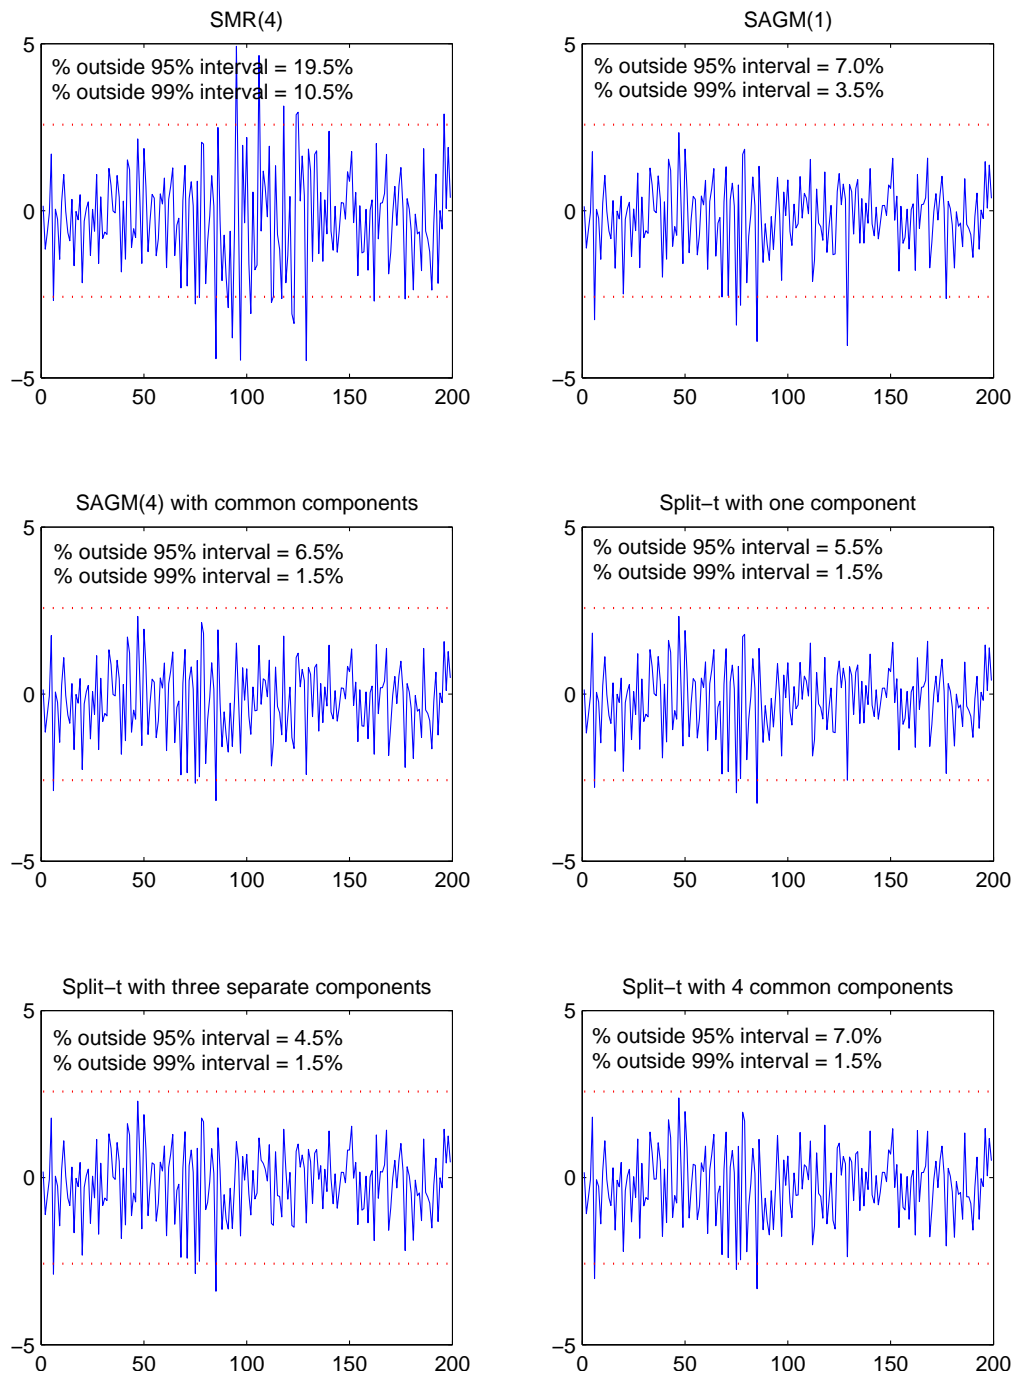 SMR(4)
5
% outside 95% interval = 19.5%
% outside 99% interval = 10.5%
0
−5
0 50 100 150 200
SAGM(1)
5
% outside 95% interval = 7.0%
% outside 99% interval = 3.5%
0
−5
0 50 100 150 200
SAGM(4) with common components
5
% outside 95% interval = 6.5%
% outside 99% interval = 1.5%
0
−5
0 50 100 150 200
Split−t with one component
5
% outside 95% interval = 5.5%
% outside 99% interval = 1.5%
0
−5
0 50 100 150 200
Split−t with three separate components
5
% outside 95% interval = 4.5%
% outside 99% interval = 1.5%
0
−5
0 50 100 150 200
Split−t with 4 common components
5
% outside 95% interval = 7.0%
% outside 99% interval = 1.5%
0
−5
0 50 100 150 200